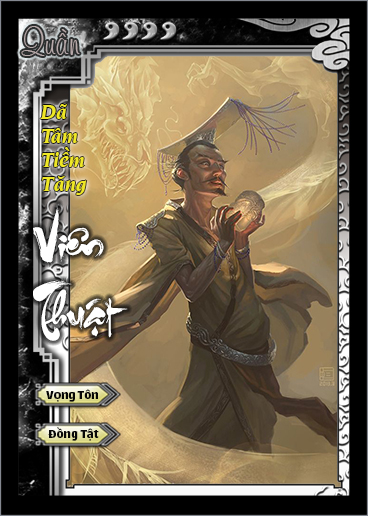 Quần
Dã
Tâm
Tiềm
Tăng
Viên
Thuật
Vọng Tôn
Đồng Tật